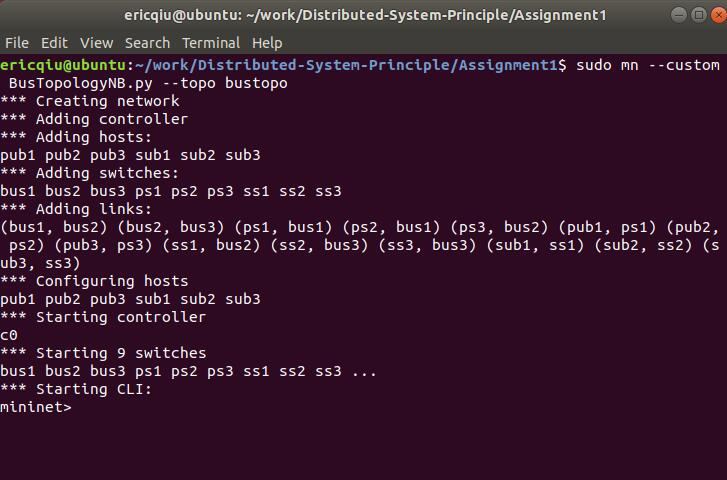 ericqiu@ubuntu: ~/work/Distributed-System-Principle/Assignment1
File Edit View Search Terminal Help
ericqiu@ubuntu:~/work/Distributed-System-Principle/Assignment1$ sudo mn --custom
 BusTopologyNB.py --topo bustopo
*** Creating network
*** Adding controller
*** Adding hosts:
pub1 pub2 pub3 sub1 sub2 sub3
*** Adding switches:
bus1 bus2 bus3 ps1 ps2 ps3 ss1 ss2 ss3
*** Adding links:
(bus1, bus2) (bus2, bus3) (ps1, bus1) (ps2, bus1) (ps3, bus2) (pub1, ps1) (pub2,
 ps2) (pub3, ps3) (ss1, bus2) (ss2, bus3) (ss3, bus3) (sub1, ss1) (sub2, ss2) (s
ub3, ss3)
*** Configuring hosts
pub1 pub2 pub3 sub1 sub2 sub3
*** Starting controller
c0
*** Starting 9 switches
bus1 bus2 bus3 ps1 ps2 ps3 ss1 ss2 ss3 ...
*** Starting CLI:
mininet>